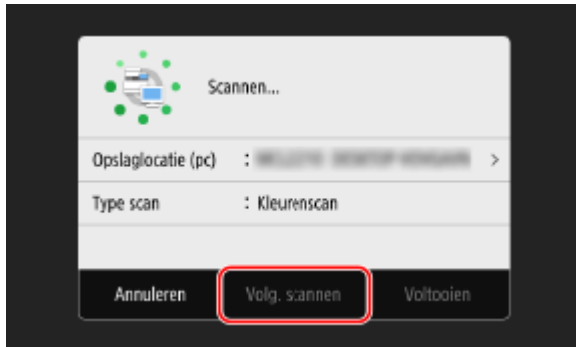 Scannen...
Opslaglocatie (pc) :
Type scan : Kleurenscan
Annuleren Volg. scannen Voltooien